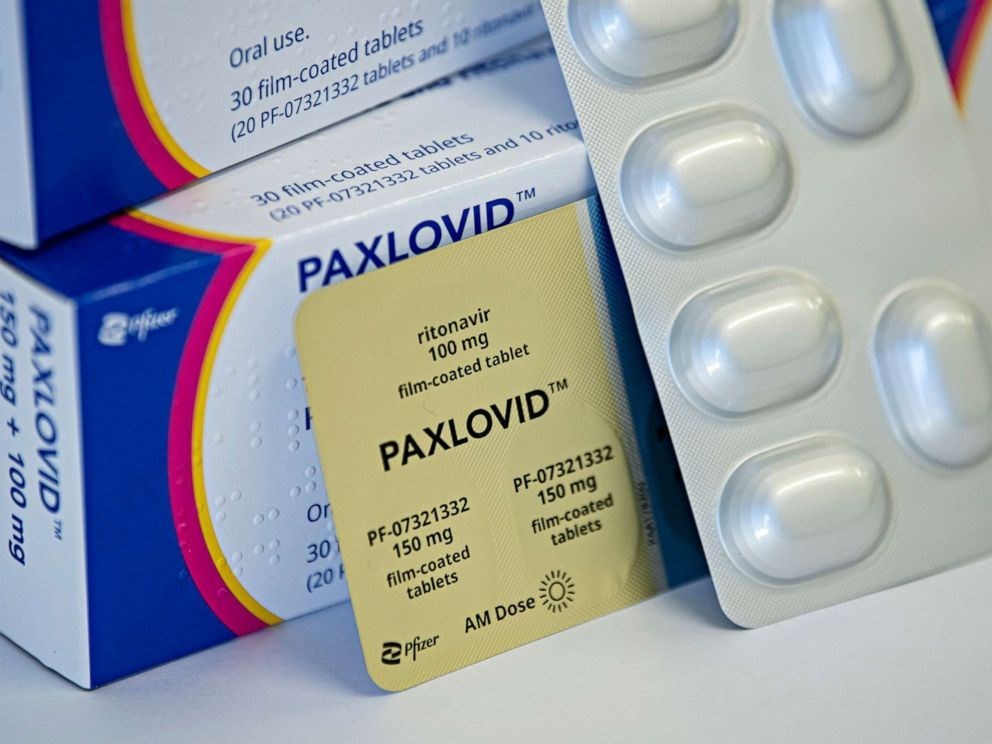 Oral use.
30 film-coated tablets
(20 PF-07321332 tablets and 10 ritonavir
30 film-coated tablets
(20 PF-07321332 tablets and 10
PAXLOVID™
Pfizer
PAXLOVID™
150 mg + 100 mg
30
(20
ritonavir
100 mg
film-coated tablet
PAXLOVID™
PF-07321332
150 mg
film-coated
tablets
PF-07321332
150 mg
film-coated
tablets
AM Dose
Pfizer